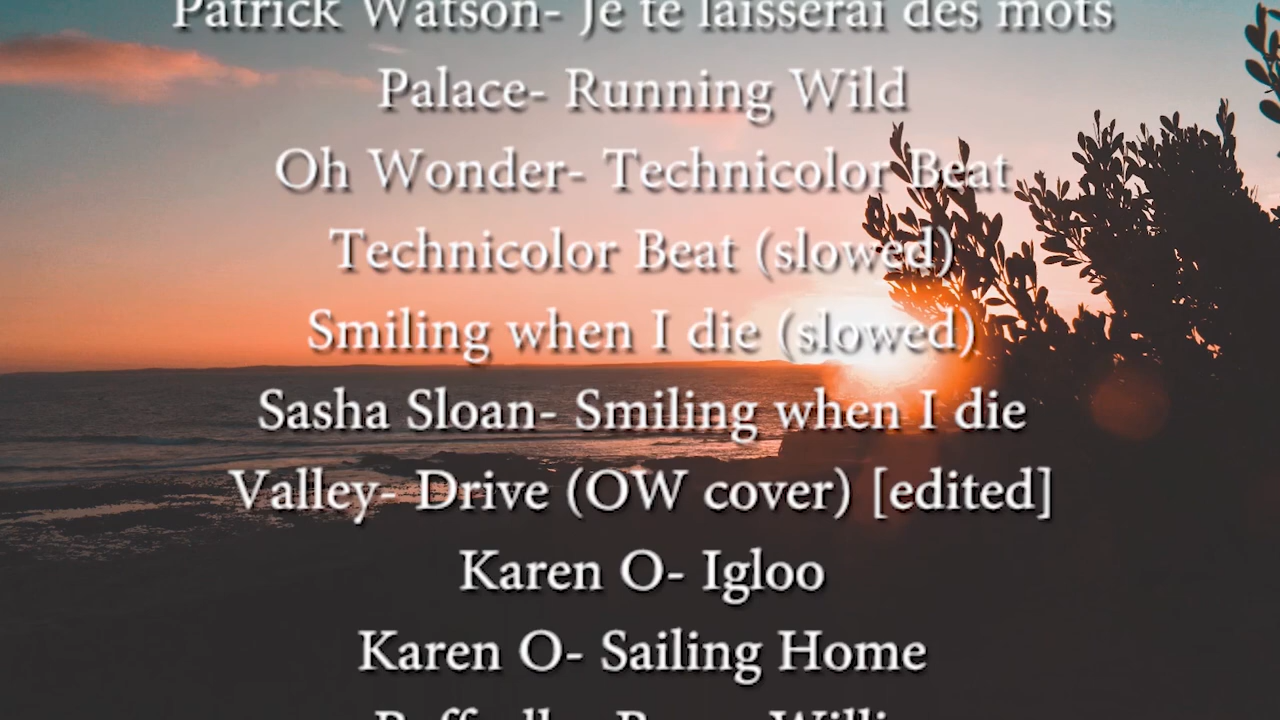 Patrick Watson- Je te laisserai des mots
Palace- Running Wild
Oh Wonder- Technicolor Beat
Technicolor Beat (slowed)
Smiling when I die (slowed)
Sasha Sloan- Smiling when I die
Valley- Drive (OW cover) [edited]
Karen O- Igloo
Karen O- Sailing Home